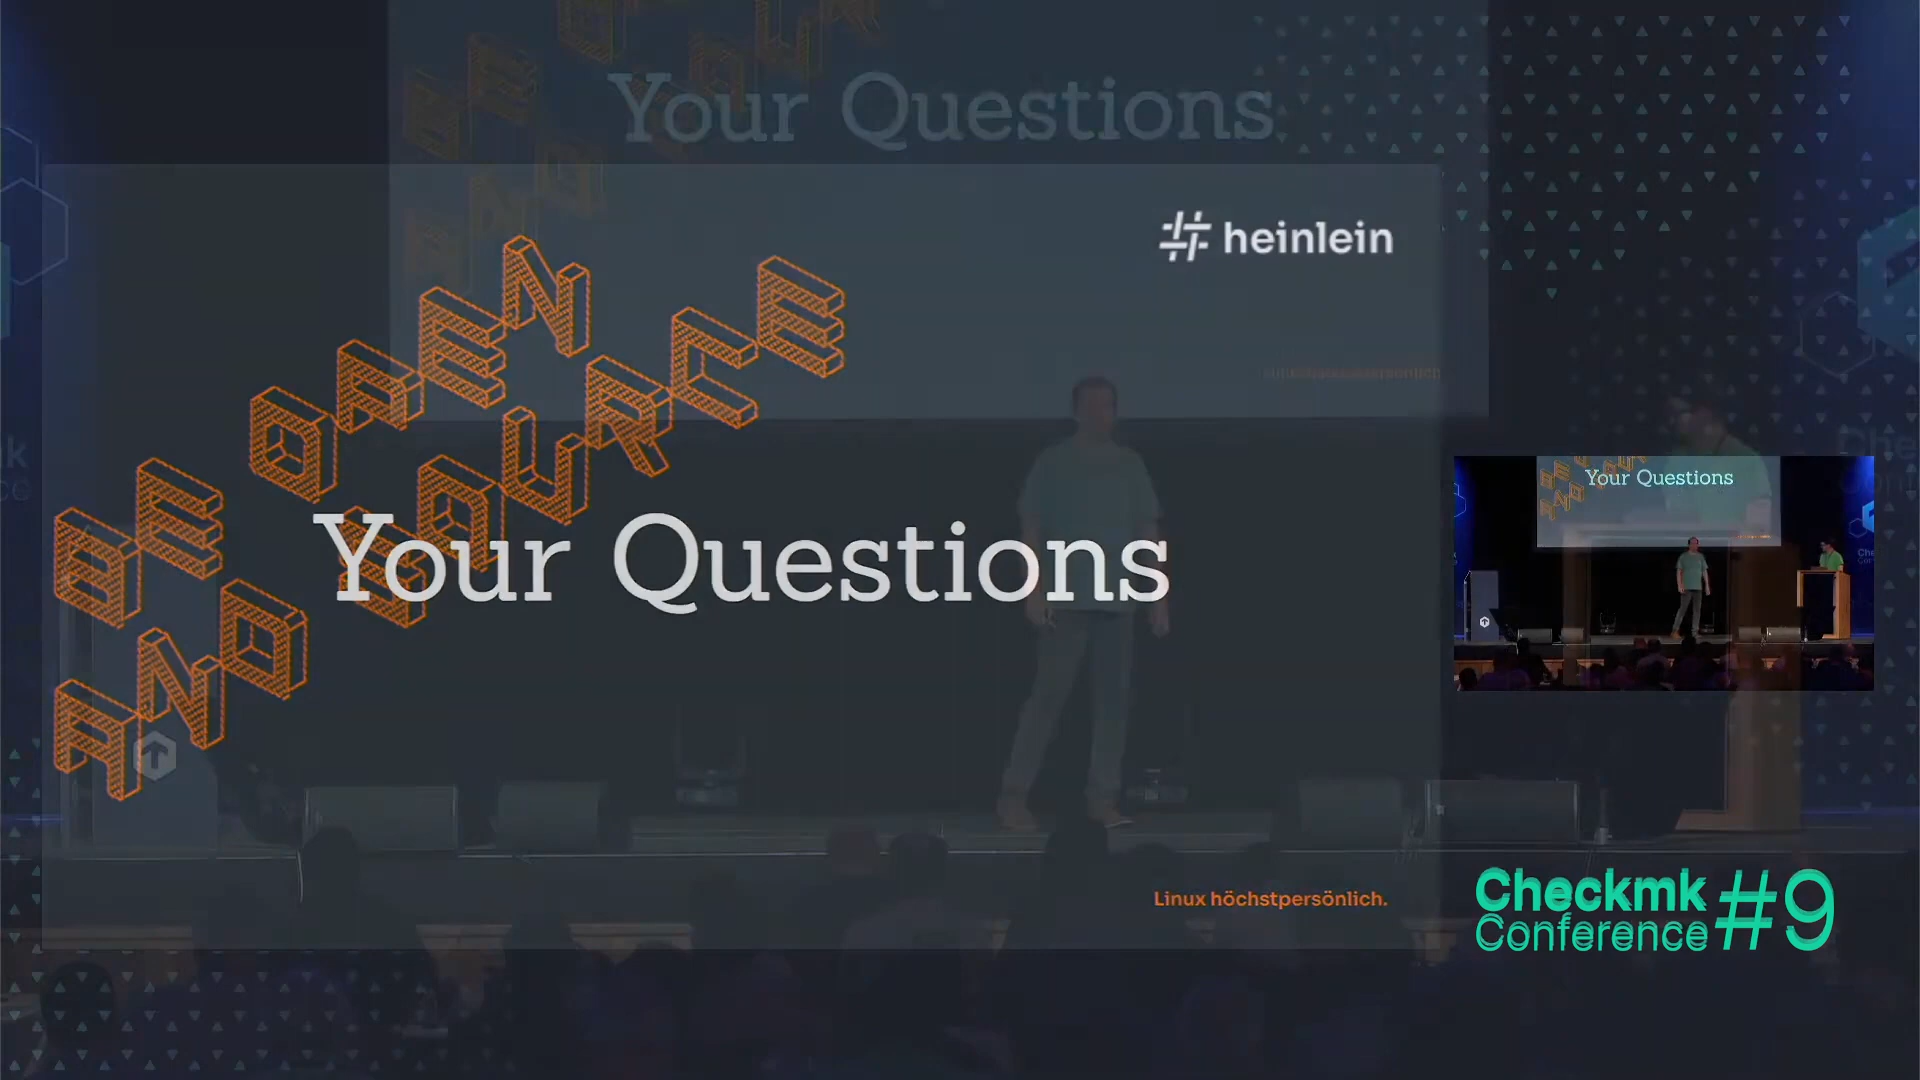 Your Questions
heinlein
BE OPEN
AND SOURCE
Your Questions
Your Questions
Linux höchstpersönlich.
Checkmk
Conference #9